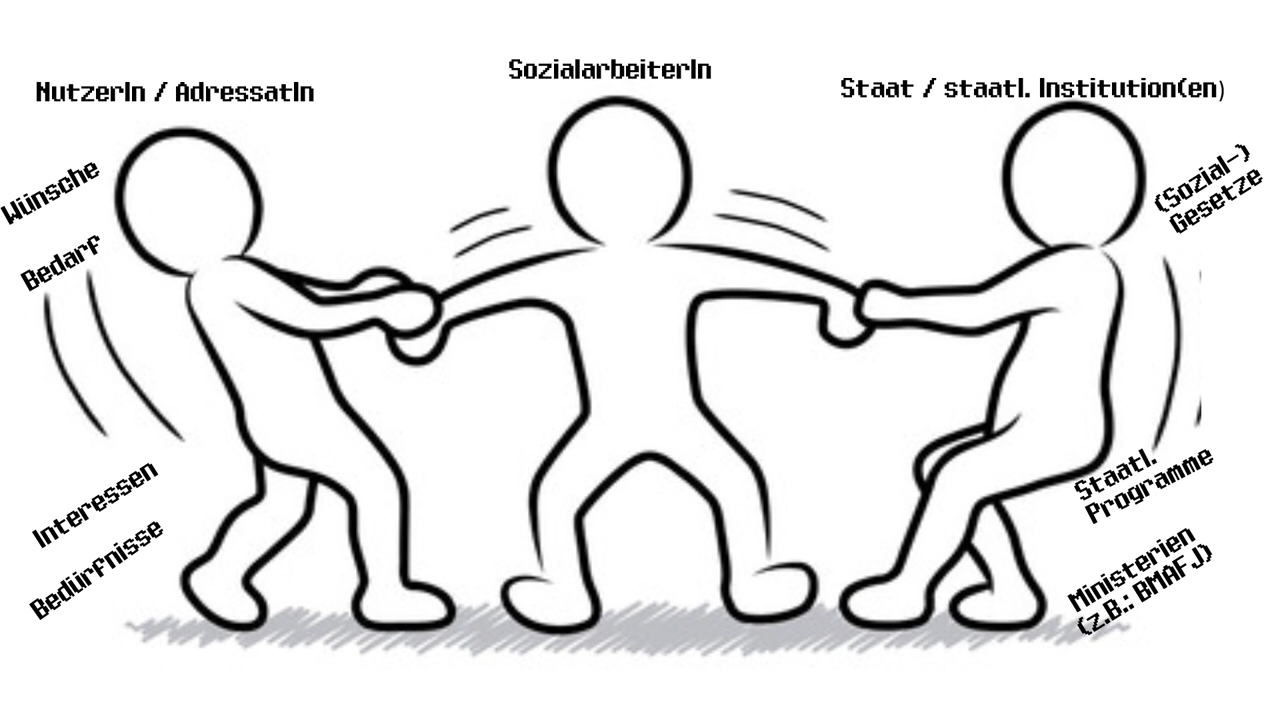 NutzerIn / AdressatIn
SozialarbeiterIn
Staat / staatl. Institution(en)
Wünsche
Bedarf
Interessen
Bedürfnisse
(Sozial-)
Gesetze
Staatl.
Programme
Ministerien
(z.B.: BMAFJ)